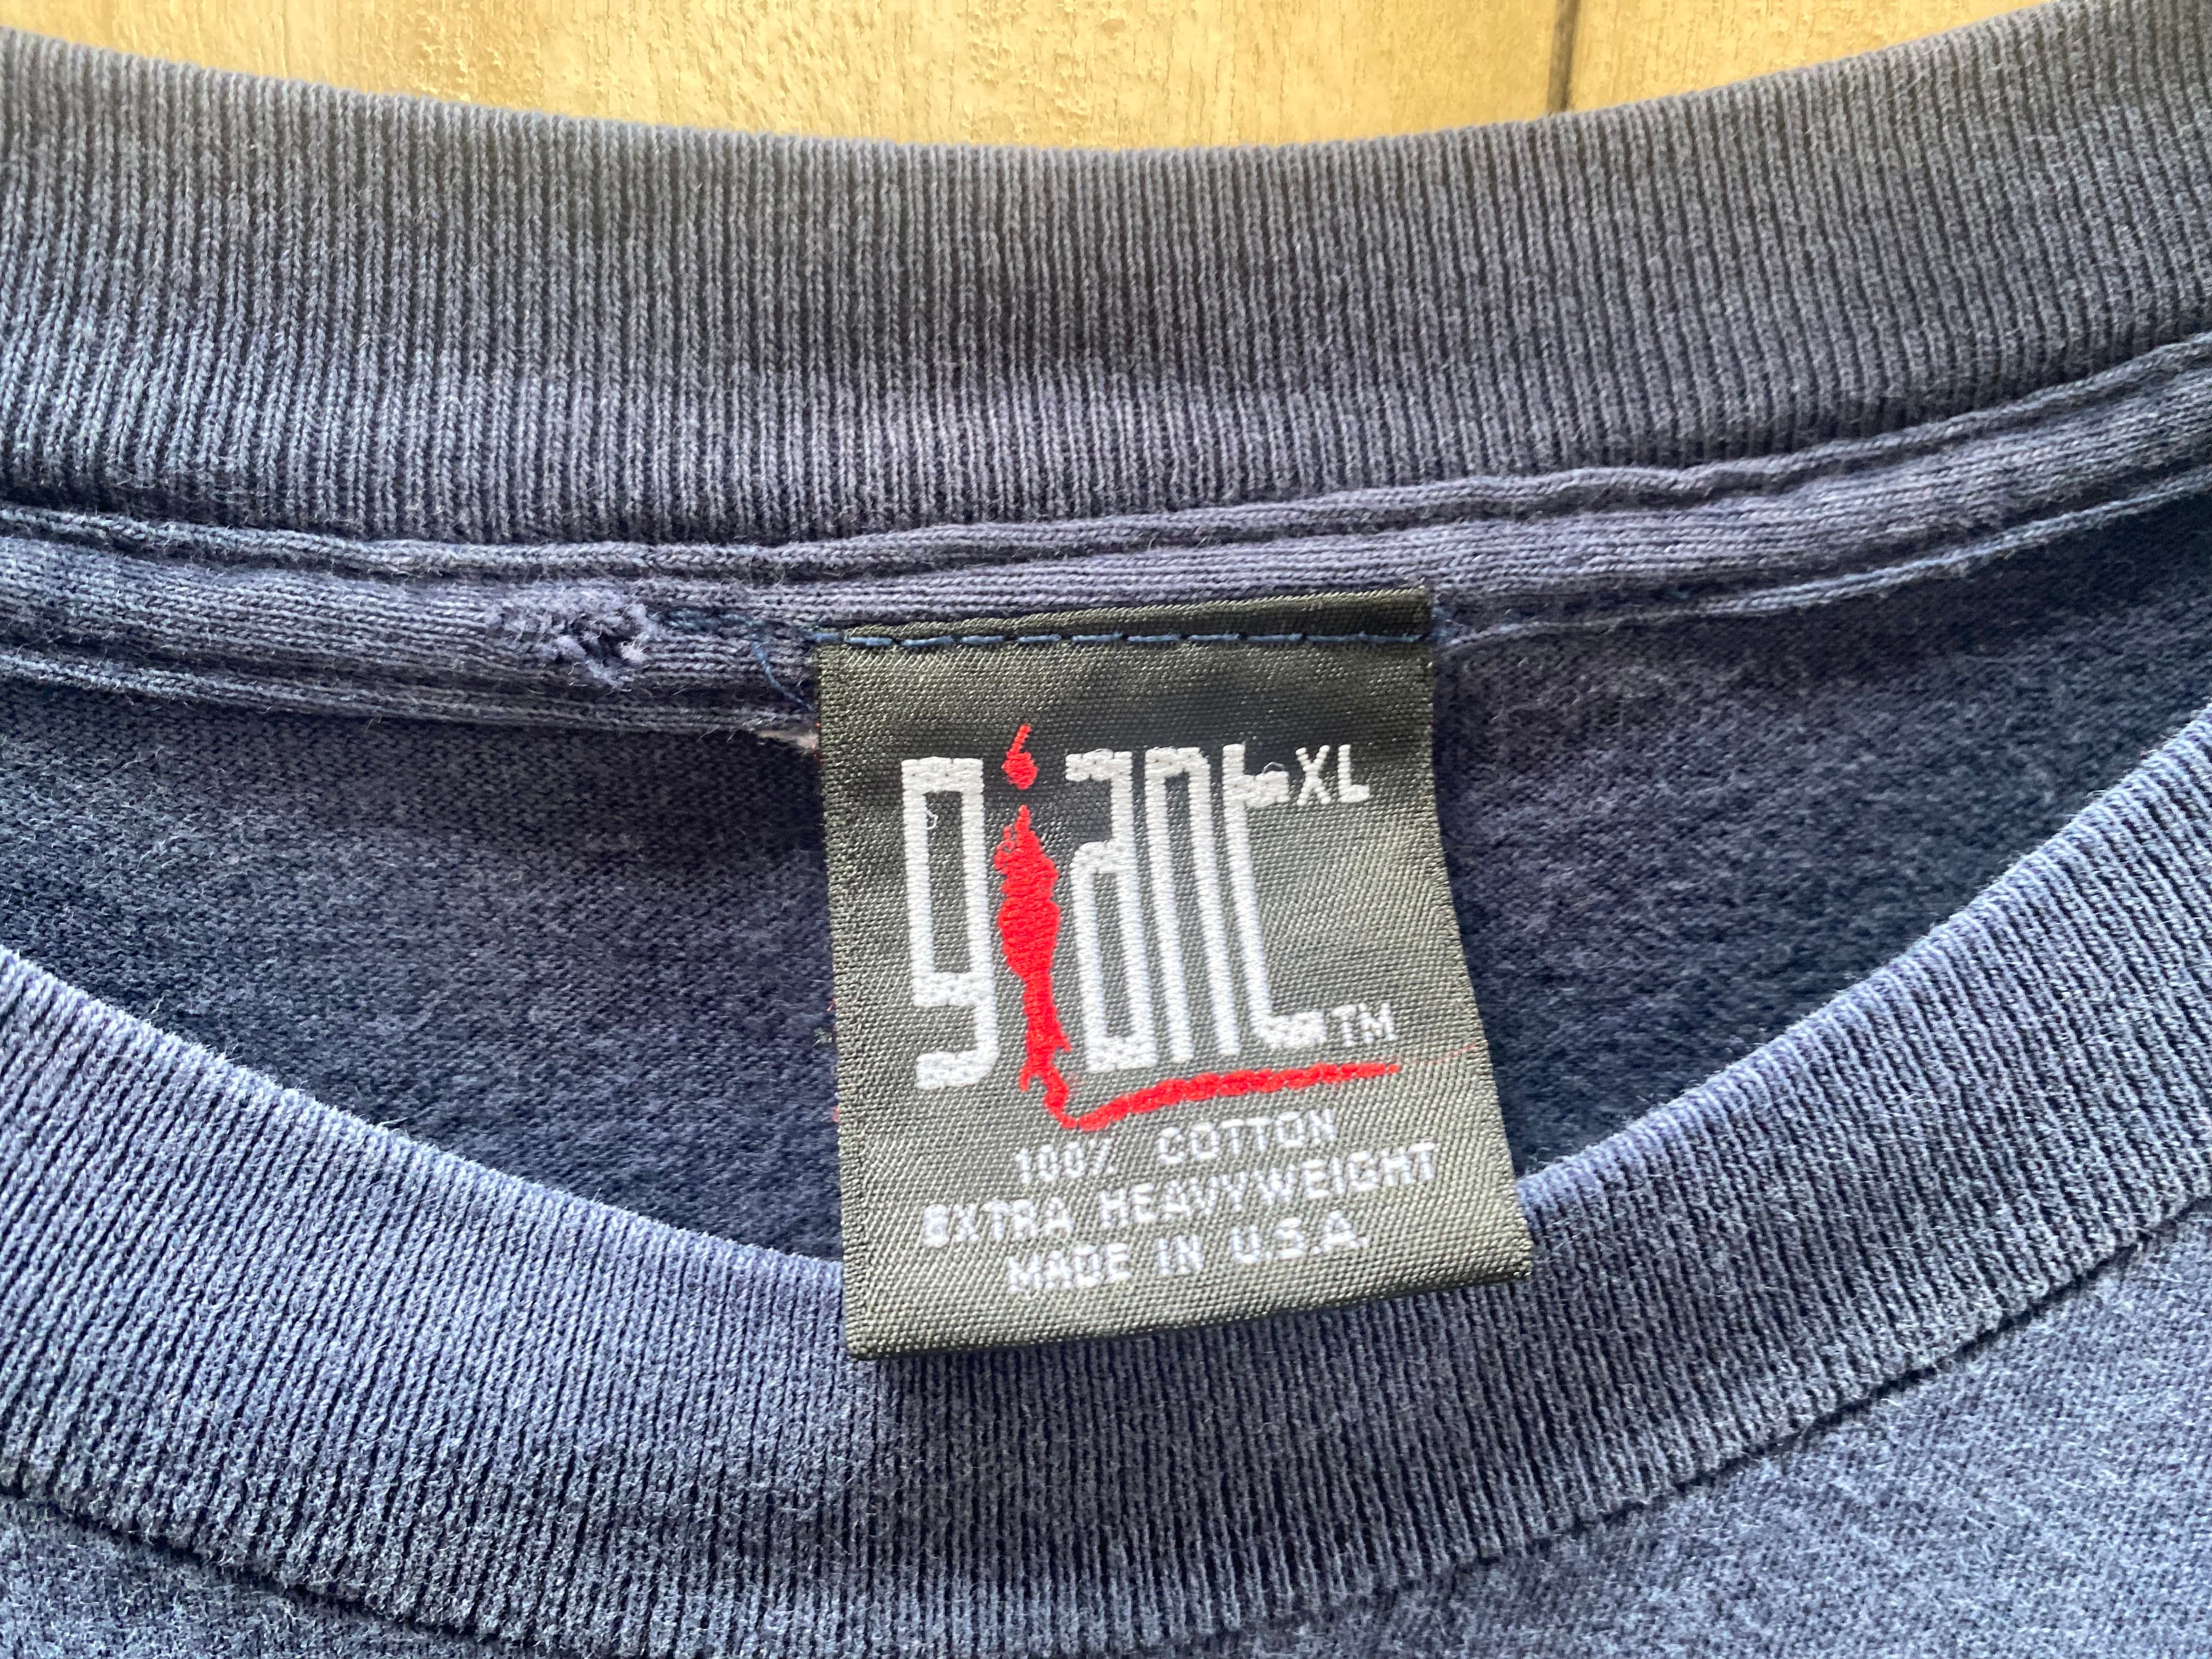 giant XL
TM
100% COTTON
EXTRA HEAVYWEIGHT
MADE IN U.S.A.